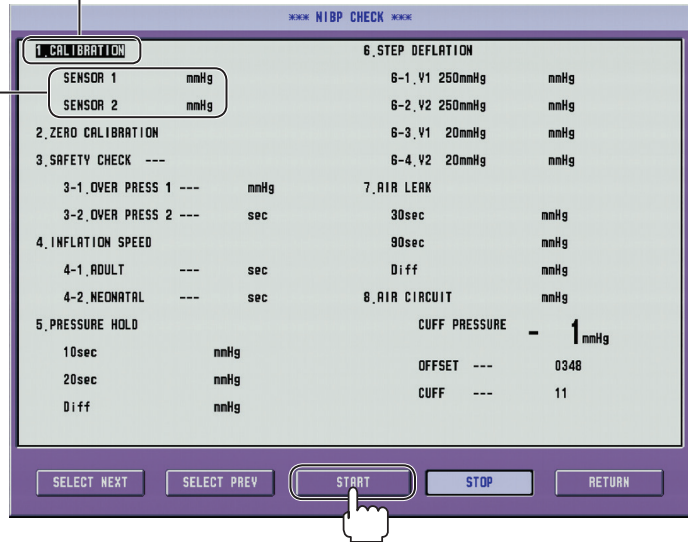 *** NIBP CHECK ***
1.CALIBRATION
SENSOR 1 mmHg
SENSOR 2 mmHg
2.ZERO CALIBRATION
3.SAFETY CHECK ---
3-1.OVER PRESS 1 --- mmHg
3-2.OVER PRESS 2 --- sec
4.INFLATION SPEED
4-1.ADULT --- sec
4-2.NEONATAL --- sec
5.PRESSURE HOLD
10sec mmHg
20sec mmHg
Diff mmHg
6.STEP DEFLATION
6-1.V1 250mmHg mmHg
6-2.V2 250mmHg mmHg
6-3.V1 20mmHg mmHg
6-4.V2 20mmHg mmHg
7.AIR LEAK
30sec mmHg
90sec mmHg
Diff mmHg
8.AIR CIRCUIT mmHg
CUFF PRESSURE - 1 mmHg
OFFSET --- 0348
CUFF --- 11
SELECT NEXT SELECT PREV START STOP RETURN